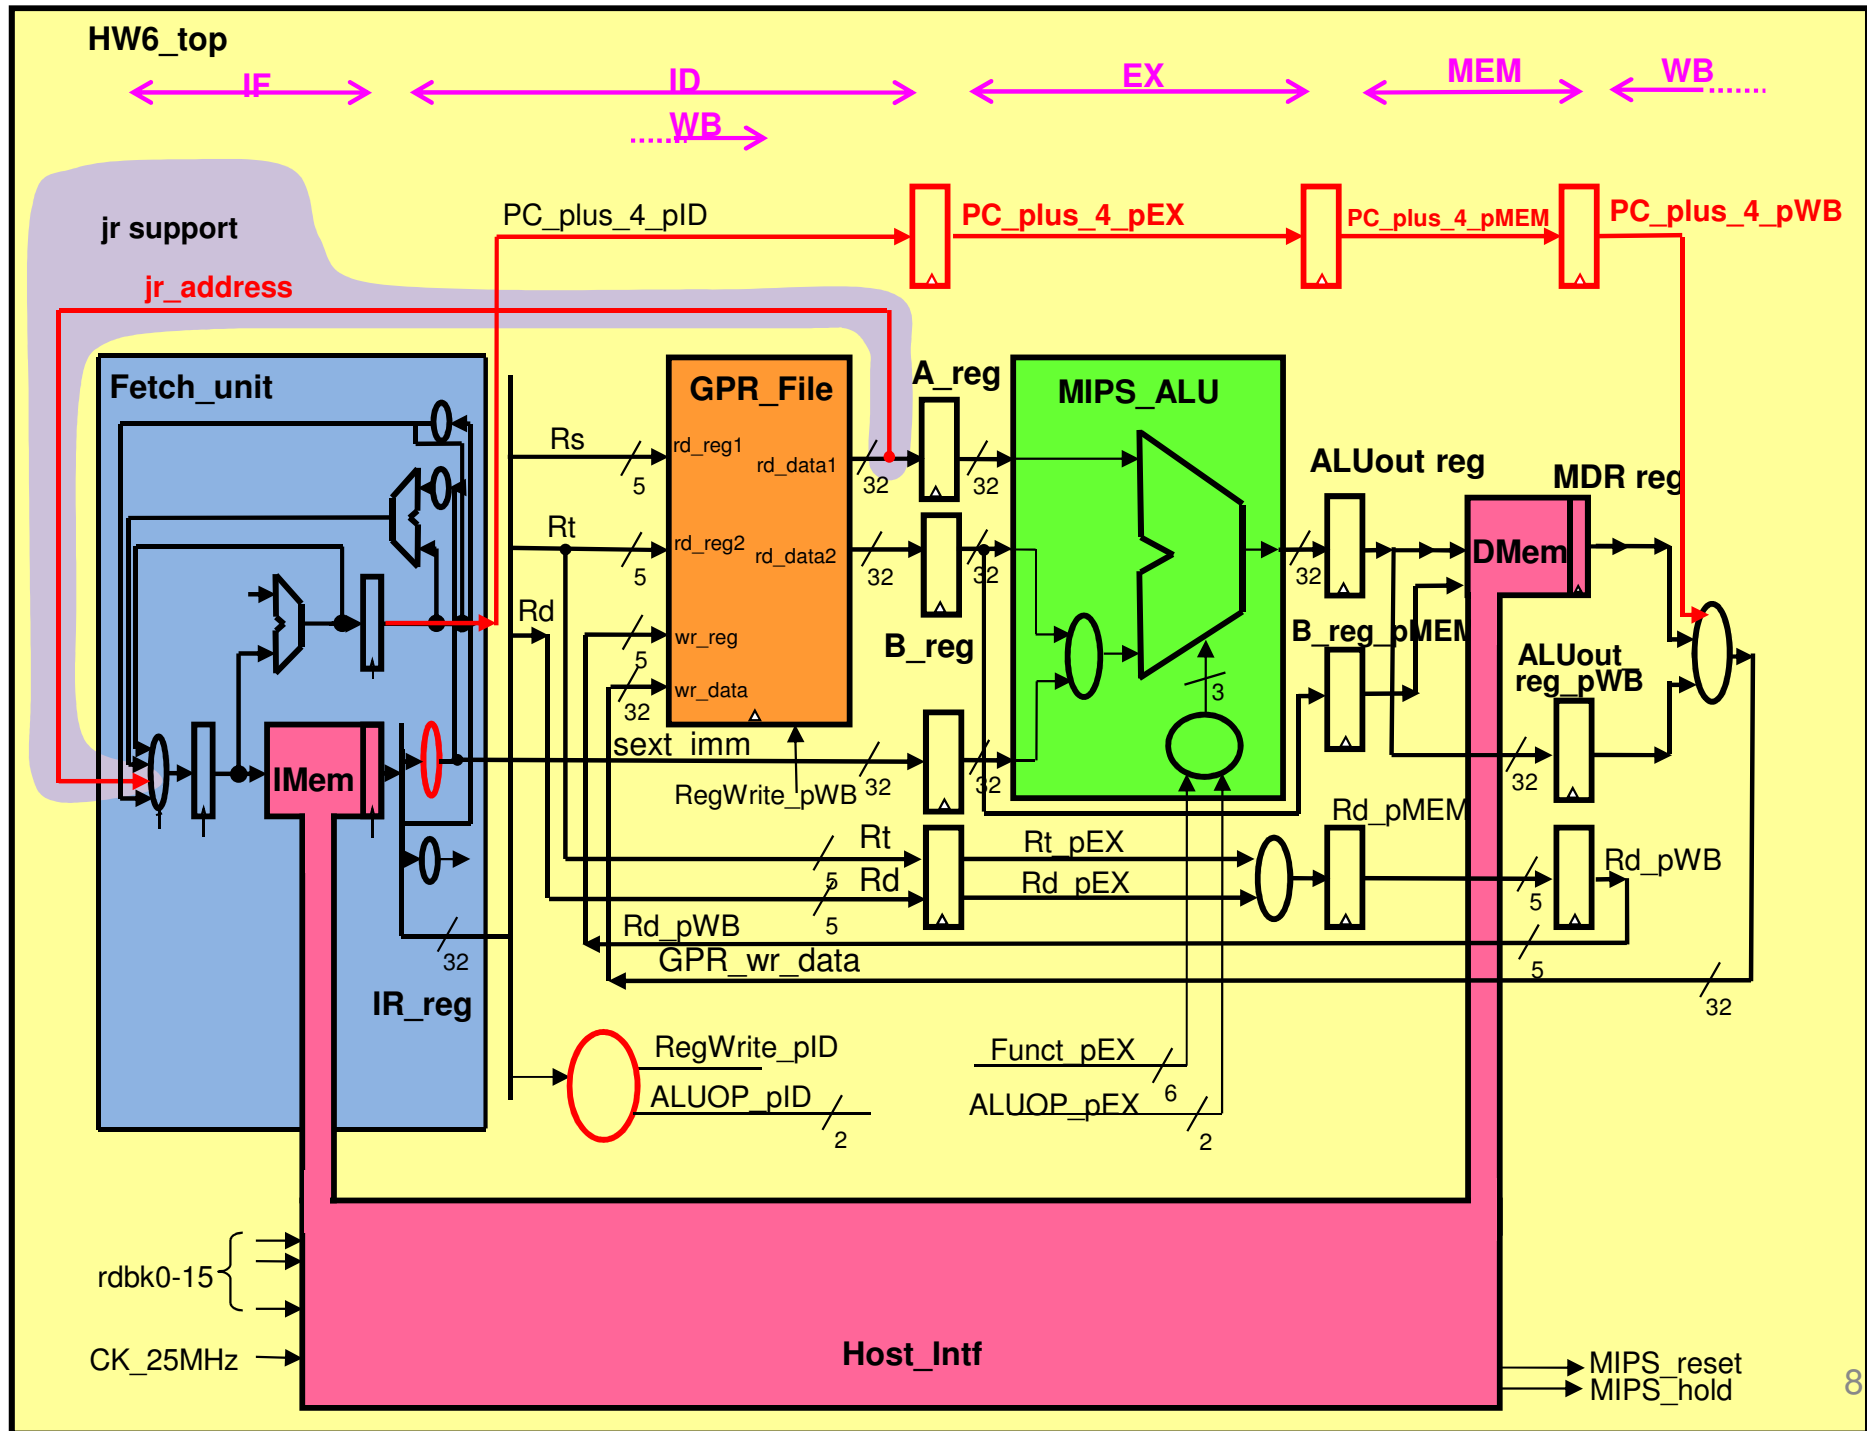 HW6_top
IF
ID
EX
MEM
WB
WB
jr support
PC_plus_4_pID
PC_plus_4_pEX
PC_plus_4_pMEM
PC_plus_4_pWB
jr_address
Fetch_unit
GPR_File
A_reg
MIPS_ALU
Rs
rd_reg1
rd_data1
5
32
32
ALUout reg
MDR reg
Rt
rd_reg2
rd_data2
5
32
32
32
DMem
Rd
wr_reg
5
B_reg
B_reg_pMEM
ALUout_
reg_pWB
wr_data
32
3
sext_imm
IMem
32
32
32
RegWrite_pWB
Rd_pMEM
Rt
Rt_pEX
Rd_pWB
5
Rd
Rd_pEX
5
5
Rd_pWB
32
GPR_wr_data
5
32
IR_reg
RegWrite_pID
Funct_pEX
6
ALUOP_pID
ALUOP_pEX
2
2
rdbk0-15
CK_25MHz
Host_Intf
MIPS_reset
MIPS_hold
8